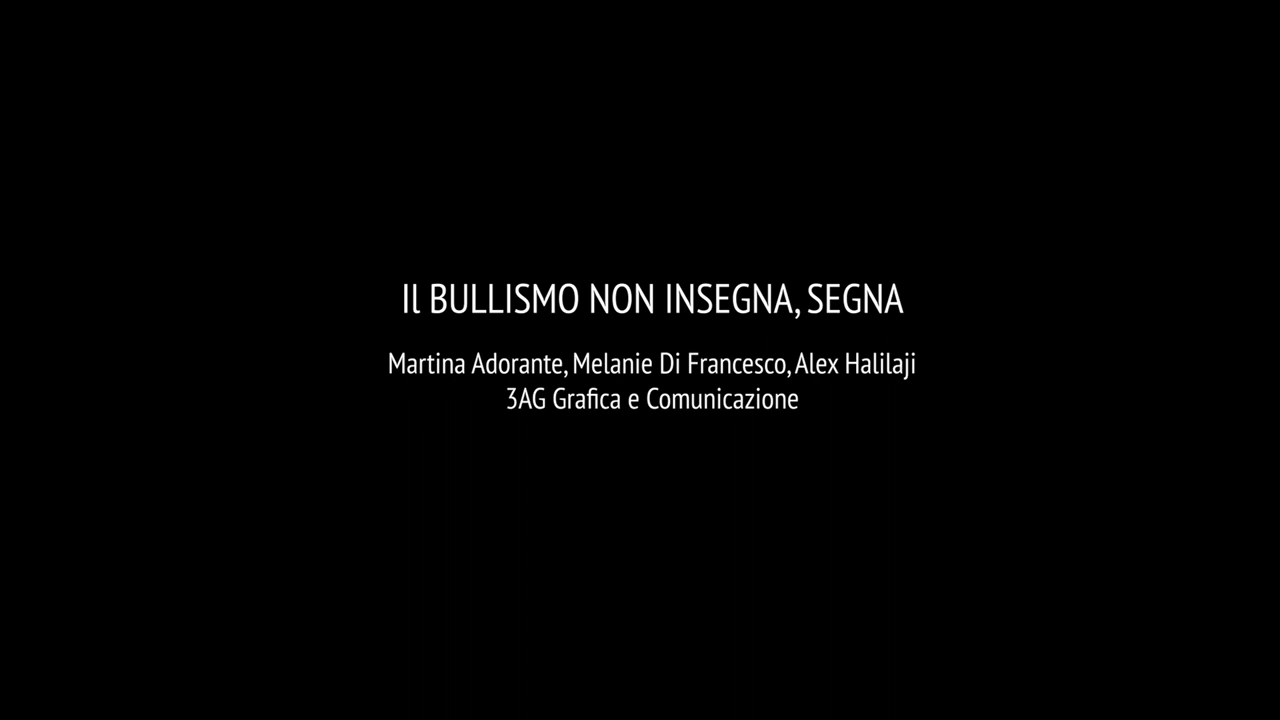 Il BULLISMO NON INSEGNA, SEGNA
Martina Adorante, Melanie Di Francesco, Alex Halilaji
3AG Grafica e Comunicazione